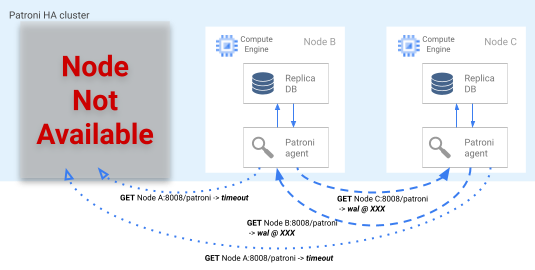 Patroni HA cluster
Node
Not
Available
Compute
Engine
Node B
Replica
DB
Patroni
agent
Compute
Engine
Node C
Replica
DB
Patroni
agent
GET Node A:8008/patroni -> timeout
GET Node C:8008/patroni
-> wal @ XXX
GET Node B:8008/patroni
-> wal @ XXX
GET Node A:8008/patroni -> timeout